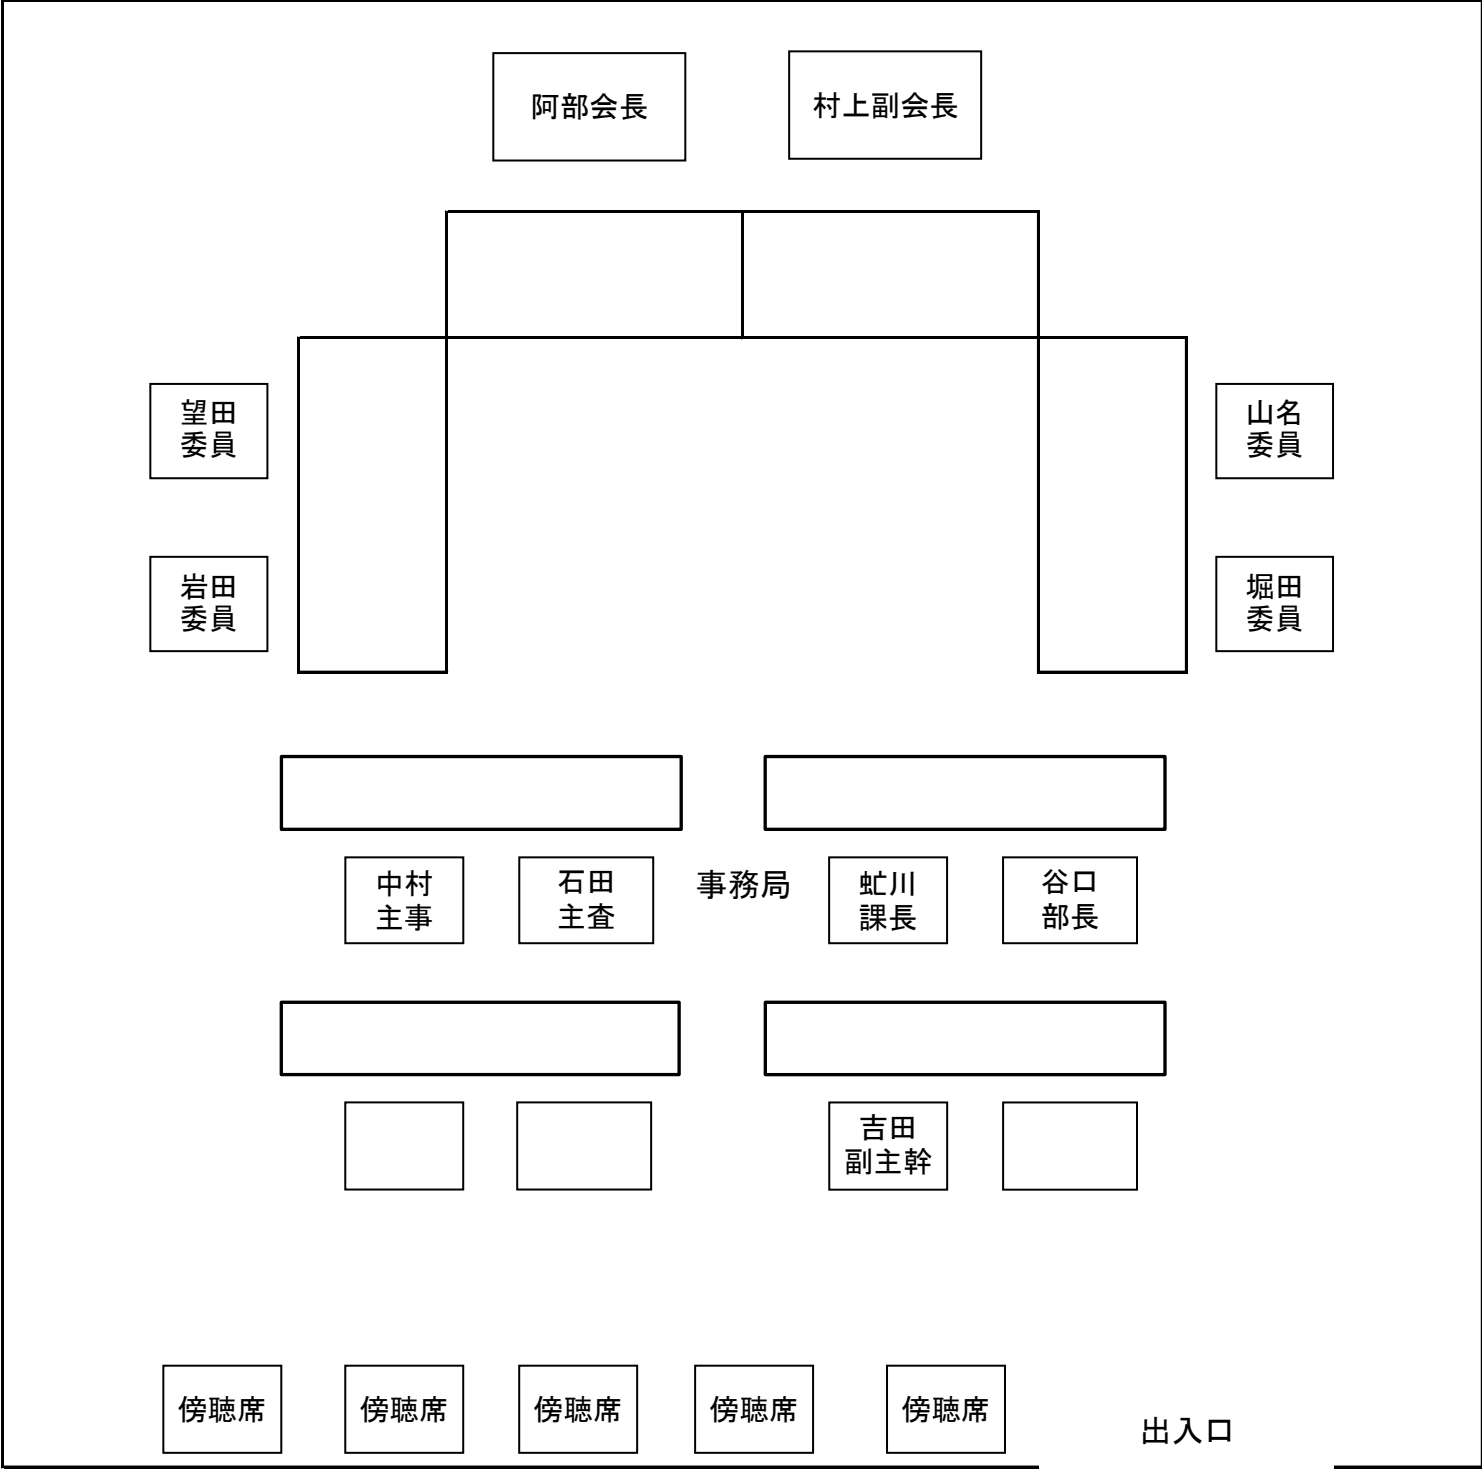 阿部会長
村上副会長
望田
委員
山名
委員
岩田
委員
堀田
委員
中村
主事
石田
主査
事務局
虻川
課長
谷口
部長
吉田
副主幹
傍聴席
傍聴席
傍聴席
傍聴席
傍聴席
出入口